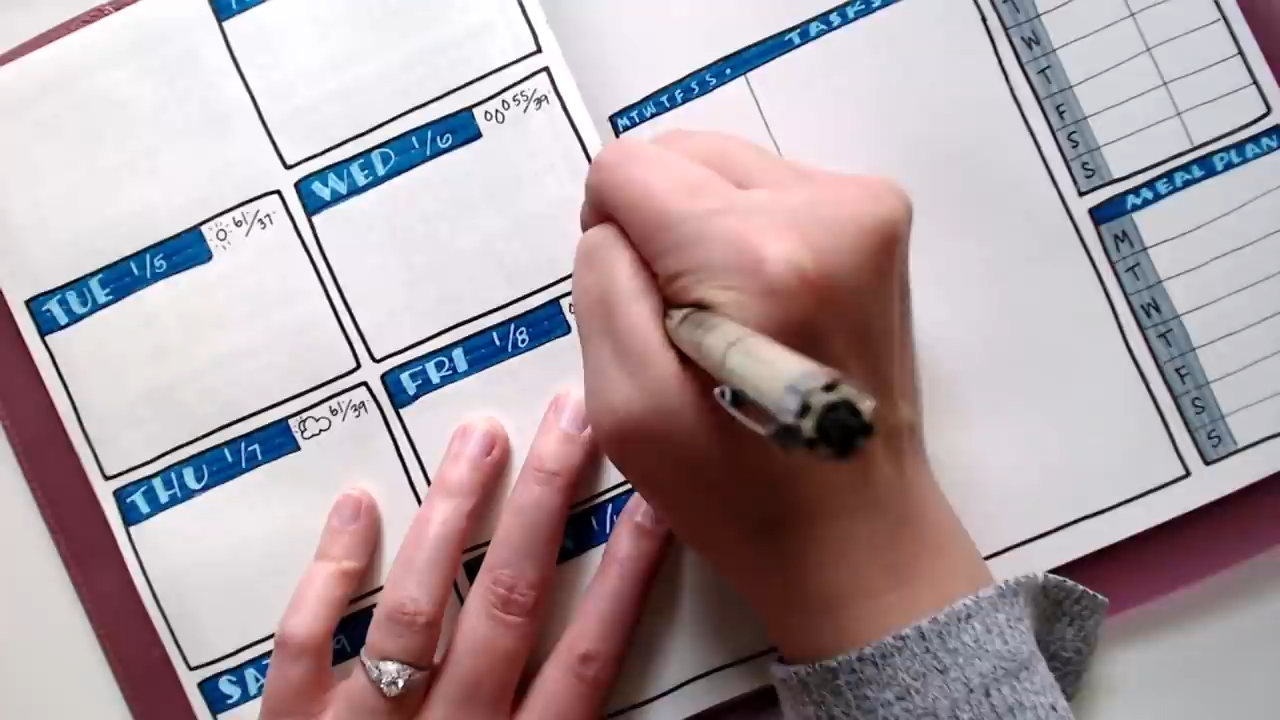 WED 1/6
55/39
TUE 1/5
61/37
FRI 1/8
THU 1/7
61/39
MTWTFSS. TASKS
T
W
T
F
S
S
MEAL PLAN
M
T
W
T
F
S
S